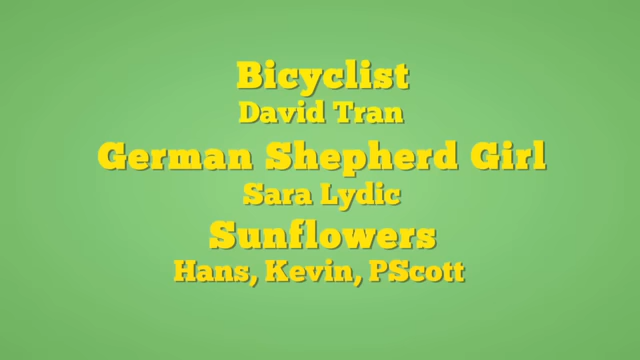 Bicyclist
David Tran
German Shepherd Girl
Sara Lydic
Sunflowers
Hans, Kevin, PScott